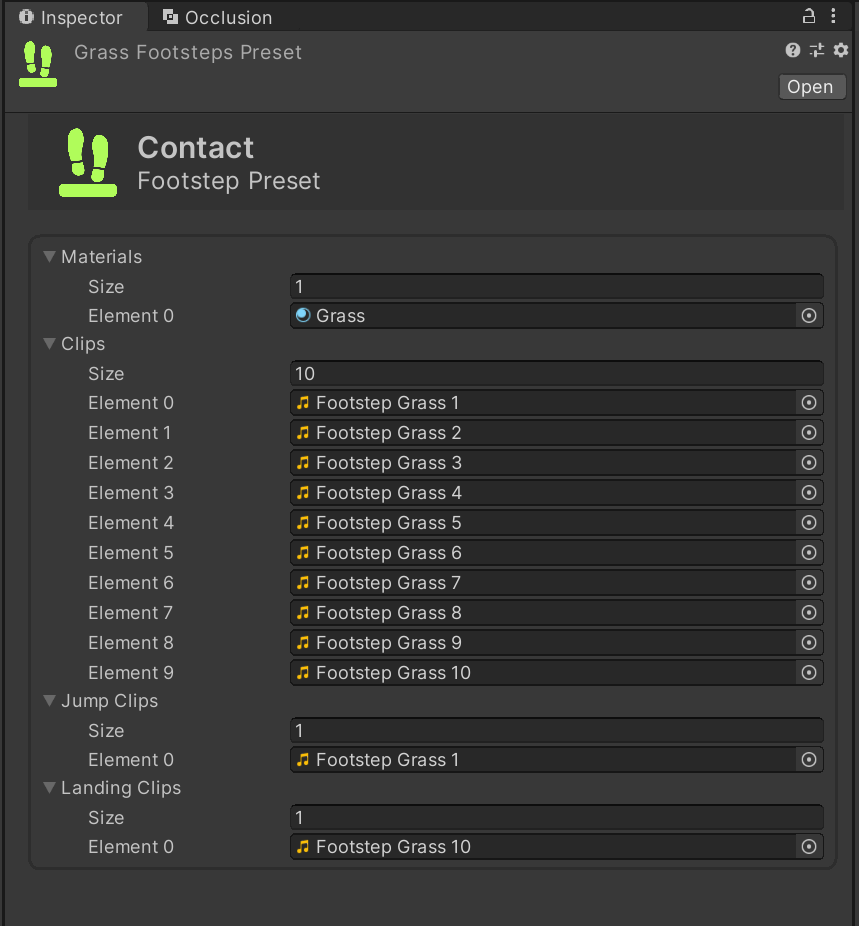 Inspector Occlusion
Grass Footsteps Preset
Open
Contact
Footstep Preset
Materials
Size 1
Element 0 Grass
Clips
Size 10
Element 0 Footstep Grass 1
Element 1 Footstep Grass 2
Element 2 Footstep Grass 3
Element 3 Footstep Grass 4
Element 4 Footstep Grass 5
Element 5 Footstep Grass 6
Element 6 Footstep Grass 7
Element 7 Footstep Grass 8
Element 8 Footstep Grass 9
Element 9 Footstep Grass 10
Jump Clips
Size 1
Element 0 Footstep Grass 1
Landing Clips
Size 1
Element 0 Footstep Grass 10